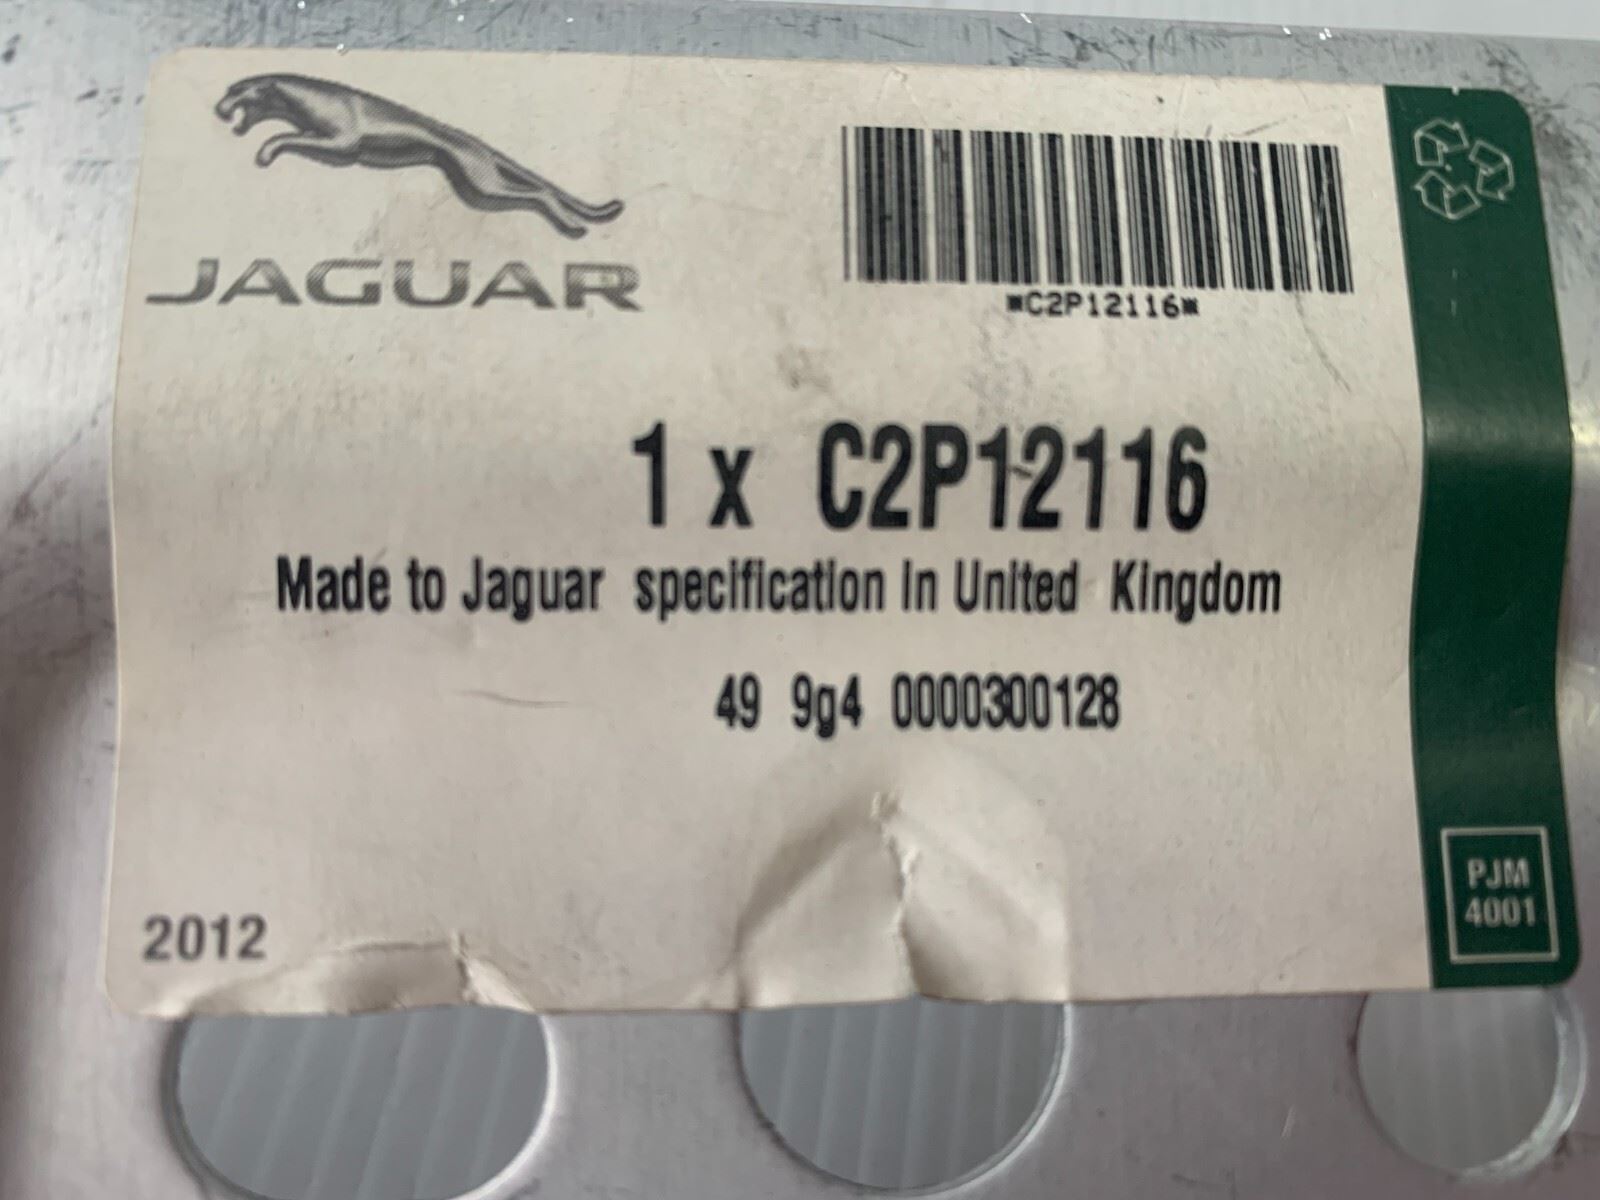 JAGUAR
*C2P12116*
1 x C2P12116
Made to Jaguar specification in United Kingdom
49 9g4 0000300128
2012
PJM
4001